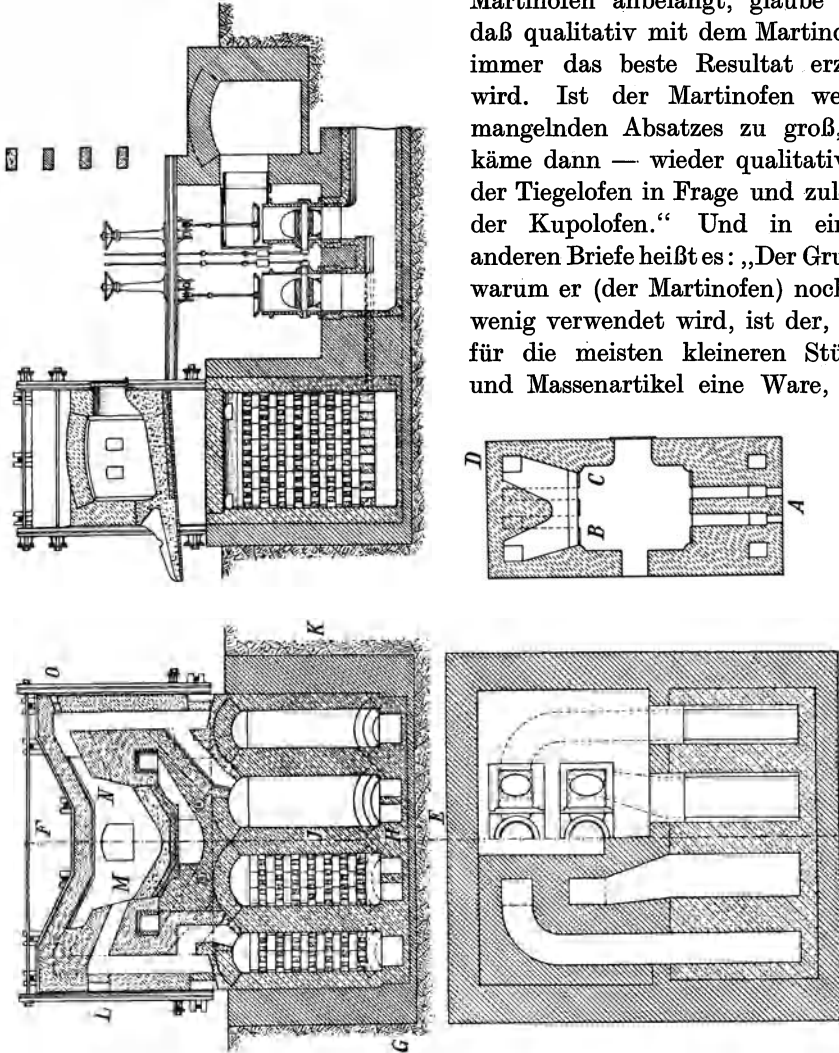 Martinofen anbelangt, glaube
daß qualitativ mit dem Martino
immer das beste Resultat erz
wird. Ist der Martinofen we
mangelnden Absatzes zu groß,
käme dann — wieder qualitativ
der Tiegelofen in Frage und zul
der Kupolofen.“ Und in ein
anderen Briefe heißt es: „Der Gru
warum er (der Martinofen) noch
wenig verwendet wird, ist der,
für die meisten kleineren Stü
und Massenartikel eine Ware,
D
C
B
A
O
K
F
N
M
J
H
E
L
G